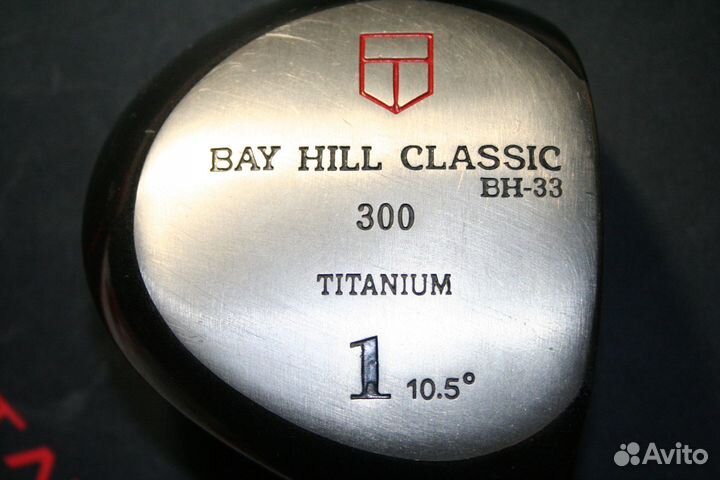 BAY HILL CLASSIC
BH-33
300
TITANIUM
1 10.5°
Avito